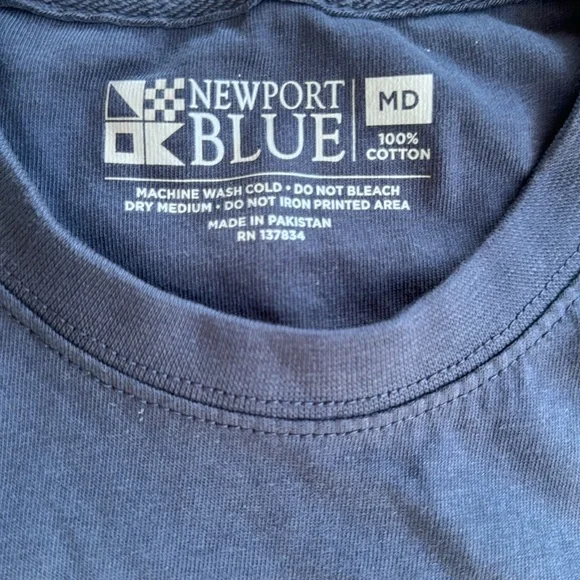 NEWPORT
BLUE
MD
100%
COTTON
MACHINE WASH COLD • DO NOT BLEACH
DRY MEDIUM • DO NOT IRON PRINTED AREA
MADE IN PAKISTAN
RN 137834